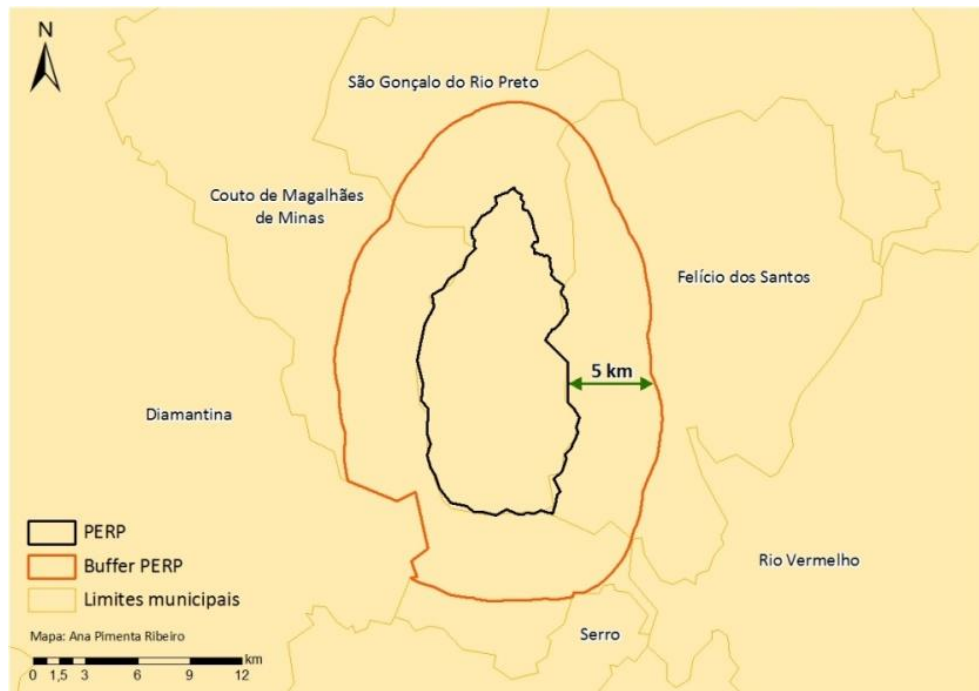 N
São Gonçalo do Rio Preto
Couto de Magalhães
de Minas
Felício dos Santos
5 km
Diamantina
PERP
Buffer PERP
Limites municipais
Rio Vermelho
Serro
Mapa: Ana Pimenta Ribeiro
km
0 1,5 3 6 9 12